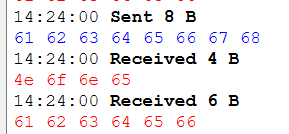 14:24:00 Sent 8 B
61 62 63 64 65 66 67 68
14:24:00 Received 4 B
4e 6f 6e 65
14:24:00 Received 6 B
61 62 63 64 65 66